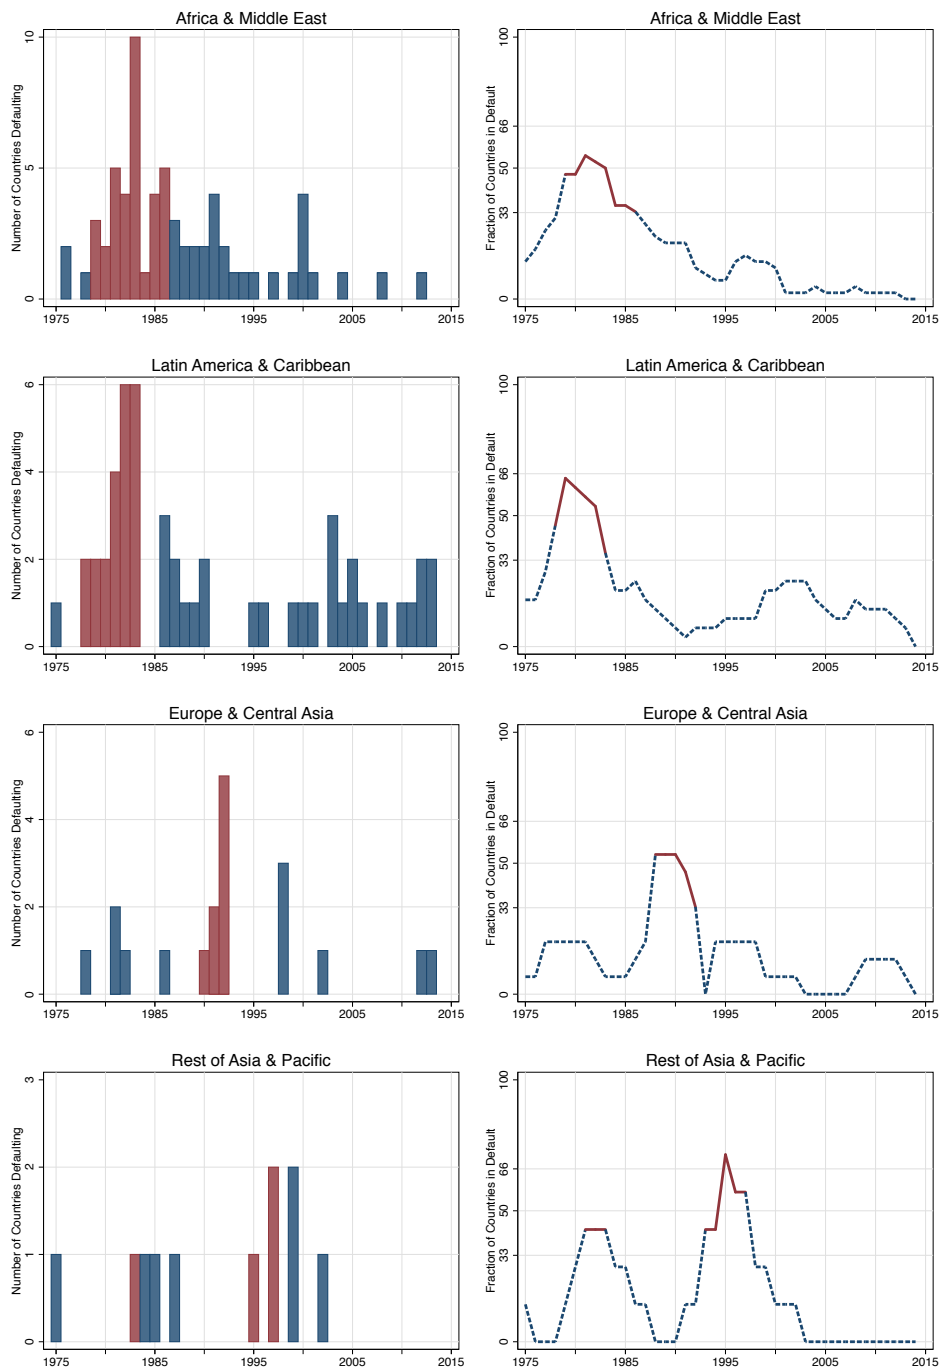 Africa & Middle East
Number of Countries Defaulting
10
5
0
1975 1985 1995 2005 2015
Africa & Middle East
Fraction of Countries in Default
100
66
50
33
0
1975 1985 1995 2005 2015
Latin America & Caribbean
Number of Countries Defaulting
6
4
2
0
1975 1985 1995 2005 2015
Latin America & Caribbean
Fraction of Countries in Default
100
66
50
33
0
1975 1985 1995 2005 2015
Europe & Central Asia
Number of Countries Defaulting
6
4
2
0
1975 1985 1995 2005 2015
Europe & Central Asia
Fraction of Countries in Default
100
66
50
33
0
1975 1985 1995 2005 2015
Rest of Asia & Pacific
Number of Countries Defaulting
3
2
1
0
1975 1985 1995 2005 2015
Rest of Asia & Pacific
Fraction of Countries in Default
100
66
50
33
0
1975 1985 1995 2005 2015